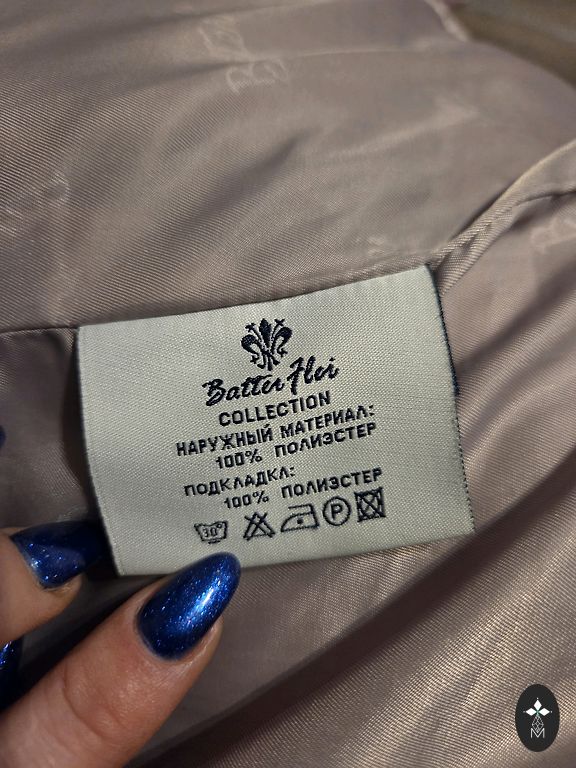 Batter Flei
COLLECTION
НАРУЖНЫЙ МАТЕРИАЛ:
100% ПОЛИЭСТЕР
ПОДКЛАДКА:
100% ПОЛИЭСТЕР
30° P
M